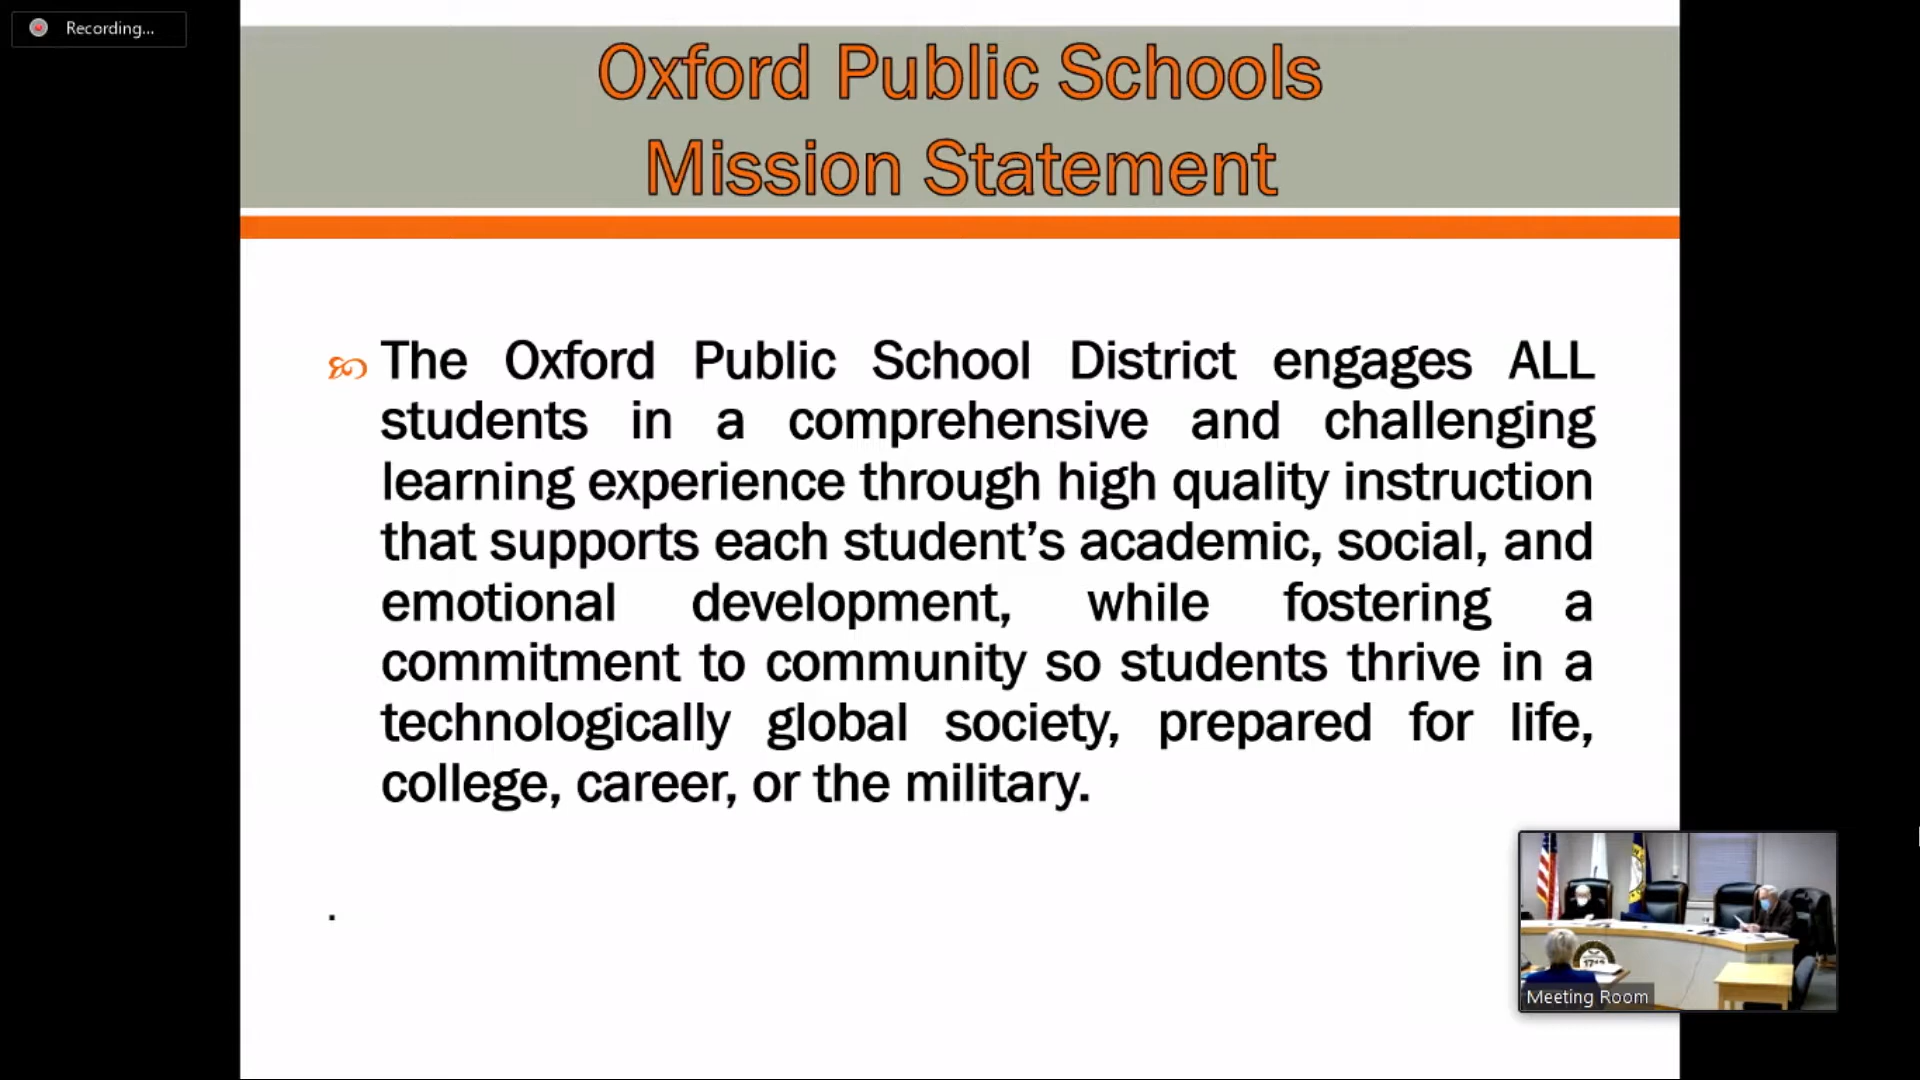 Recording...
Oxford Public Schools
Mission Statement
The Oxford Public School District engages ALL
students in a comprehensive and challenging
learning experience through high quality instruction
that supports each student’s academic, social, and
emotional development, while fostering a
commitment to community so students thrive in a
technologically global society, prepared for life,
college, career, or the military.
.
Meeting Room